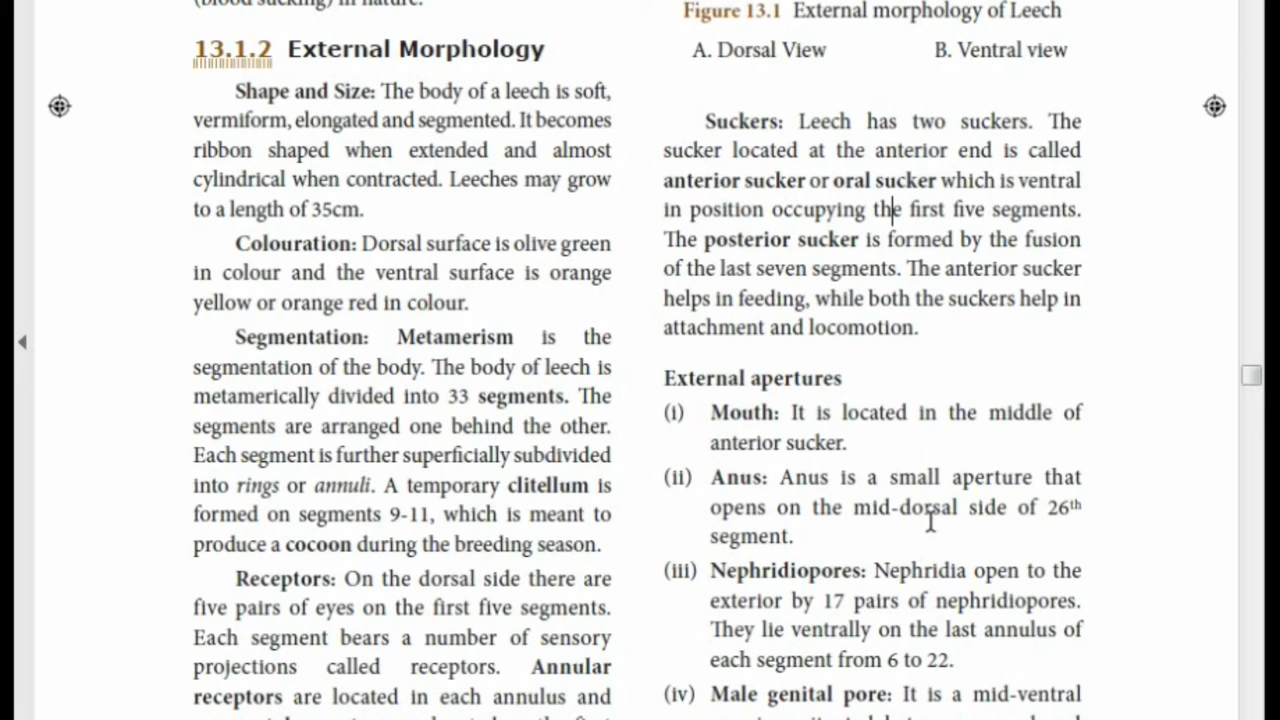 (blood sucking) in nature.
13.1.2 External Morphology
Shape and Size: The body of a leech is soft,
vermiform, elongated and segmented. It becomes
ribbon shaped when extended and almost
cylindrical when contracted. Leeches may grow
to a length of 35cm.
Colouration: Dorsal surface is olive green
in colour and the ventral surface is orange
yellow or orange red in colour.
Segmentation: Metamerism is the
segmentation of the body. The body of leech is
metamerically divided into 33 segments. The
segments are arranged one behind the other.
Each segment is further superficially subdivided
into rings or annuli. A temporary clitellum is
formed on segments 9-11, which is meant to
produce a cocoon during the breeding season.
Receptors: On the dorsal side there are
five pairs of eyes on the first five segments.
Each segment bears a number of sensory
projections called receptors. Annular
receptors are located in each annulus and
Figure 13.1 External morphology of Leech
A. Dorsal View B. Ventral view
Suckers: Leech has two suckers. The
sucker located at the anterior end is called
anterior sucker or oral sucker which is ventral
in position occupying the first five segments.
The posterior sucker is formed by the fusion
of the last seven segments. The anterior sucker
helps in feeding, while both the suckers help in
attachment and locomotion.
External apertures
(i) Mouth: It is located in the middle of
anterior sucker.
(ii) Anus: Anus is a small aperture that
opens on the mid-dorsal side of 26th
segment.
(iii) Nephridiopores: Nephridia open to the
exterior by 17 pairs of nephridiopores.
They lie ventrally on the last annulus of
each segment from 6 to 22.
(iv) Male genital pore: It is a mid-ventral